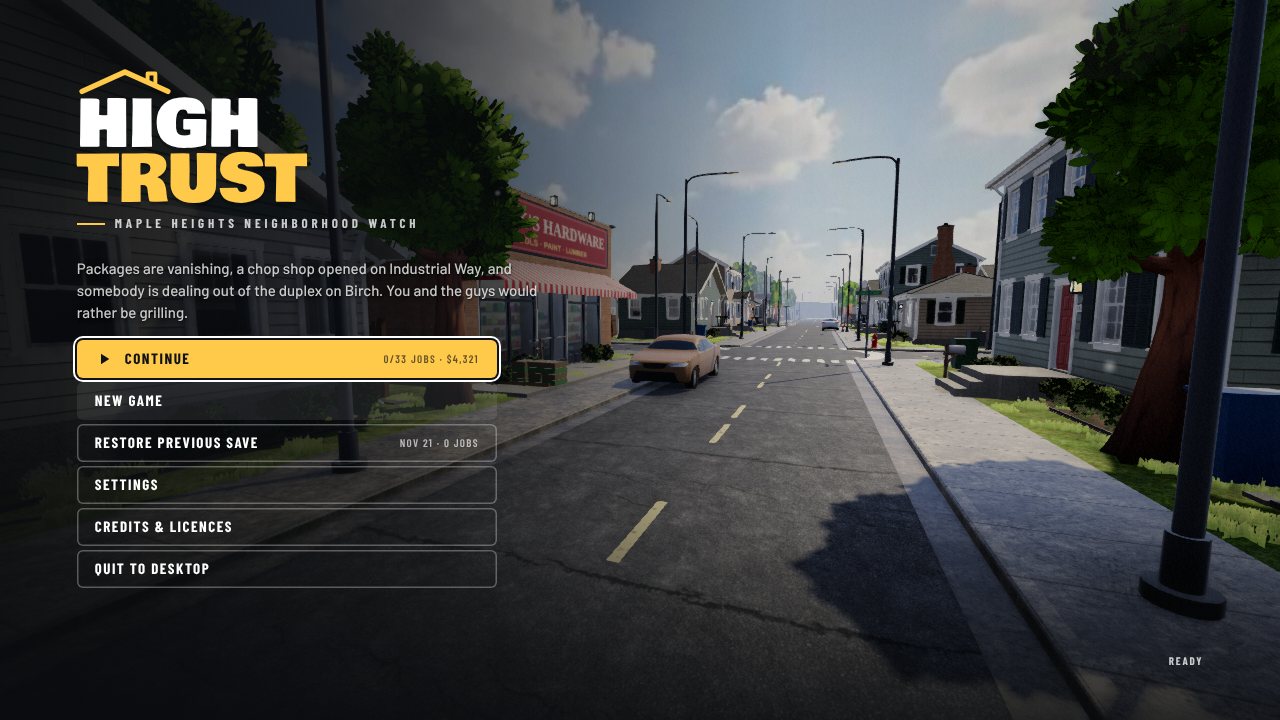 HIGH
TRUST
MAPLE HEIGHTS NEIGHBORHOOD WATCH
Packages are vanishing, a chop shop opened on Industrial Way, and
somebody is dealing out of the duplex on Birch. You and the guys would
rather be grilling.
CONTINUE 0/33 JOBS · $4,321
NEW GAME
RESTORE PREVIOUS SAVE NOV 21 · 0 JOBS
SETTINGS
CREDITS & LICENCES
QUIT TO DESKTOP
HARDWARE
PAINT · LUMBER
READY